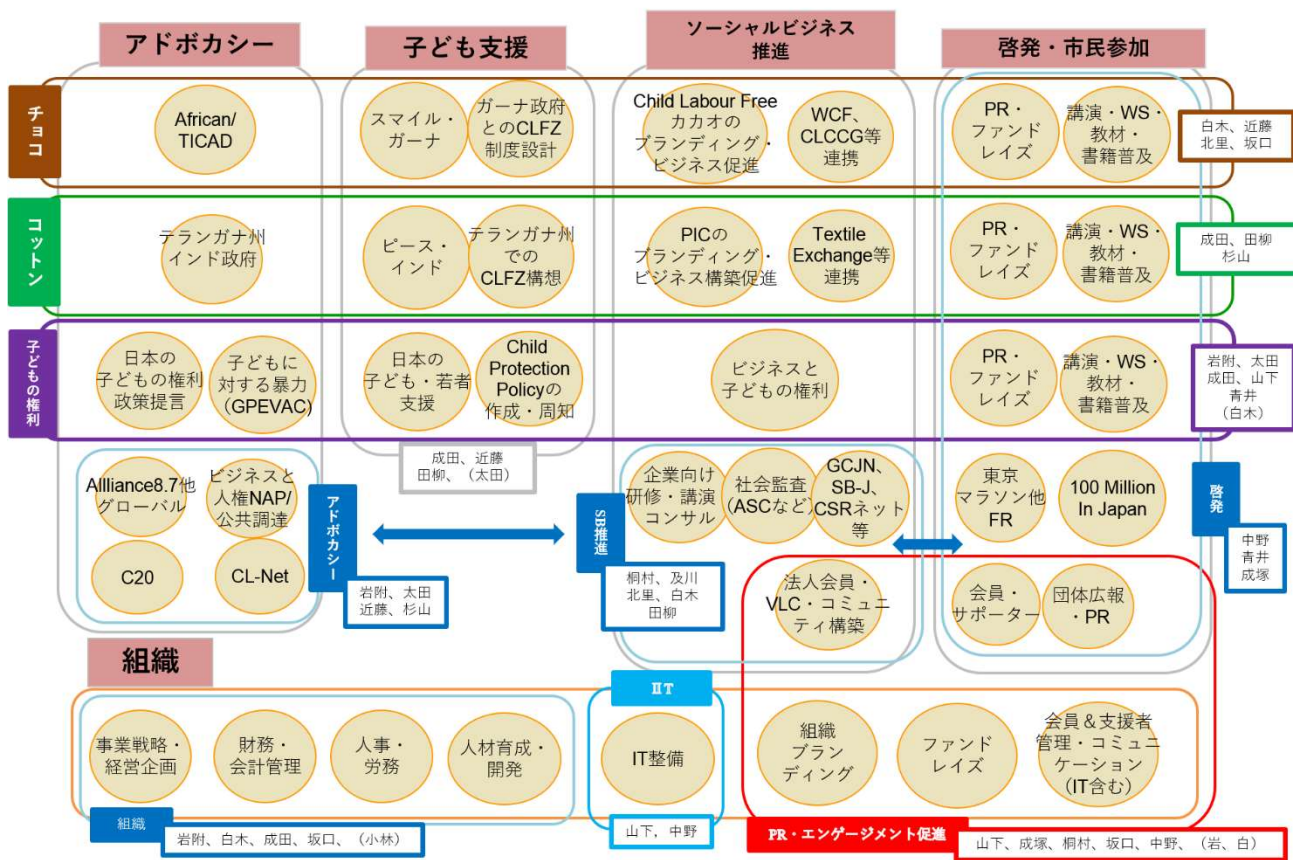 アドボカシー
子ども支援
ソーシャルビジネス
推進
啓発・市民参加
チョコ
African/
TICAD
スマイル・
ガーナ
ガーナ政府
とのCLFZ
制度設計
Child Labour Free
カカオの
ブランディング・
ビジネス促進
WCF、
CLCCG等
連携
PR・
ファンド
レイズ
講演・WS・
教材・
書籍普及
白木、近藤
北里、坂口
コットン
テランガナ州
インド政府
ピース・
インド
テランガナ州
での
CLFZ構想
PICの
ブランディング・
ビジネス構築促進
Textile
Exchange等
連携
PR・
ファンド
レイズ
講演・WS・
教材・
書籍普及
成田、田柳
杉山
子どもの権利
日本の
子どもの権利
政策提言
子どもに
対する暴力
（GPEVAC）
日本の
子ども・若者
支援
Child
Protection
Policyの
作成・周知
ビジネスと
子どもの権利
PR・
ファンド
レイズ
講演・WS・
教材・
書籍普及
岩附、太田
成田、山下
青井
（白木）
成田、近藤
田柳、（太田）
Allliance8.7他
グローバル
ビジネスと
人権NAP/
公共調達
C20
CL-Net
アドボカシー
岩附、太田
近藤、杉山
SB推進
企業向け
研修・講演
コンサル
社会監査
（ASCなど）
GCJN、
SB-J、
CSRネット
等
桐村、及川
北里、白木
田柳
法人会員・
VLC・コミュニ
ティ構築
東京
マラソン他
FR
100 Million
In Japan
啓発
中野
青井
成塚
会員・
サポーター
団体広報
・PR
組織
事業戦略・
経営企画
財務・
会計管理
人事・
労務
人材育成・
開発
組織
岩附、白木、成田、坂口、（小林）
IIT
IT整備
山下，中野
組織
ブラン
ディング
ファンド
レイズ
会員＆支援者
管理・コミュニ
ケーション
（IT含む）
PR・エンゲージメント促進
山下、成塚、桐村、坂口、中野、（岩、白）